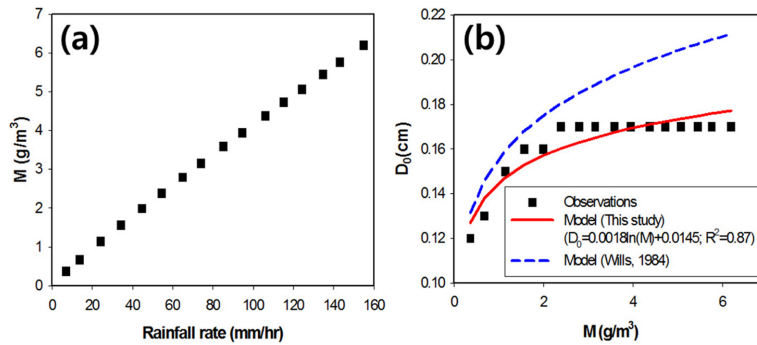 (a)
7
6
5
4
3
2
1
0
M (g/m³)
0 20 40 60 80 100 120 140 160
Rainfall rate (mm/hr)
(b)
0.22
0.20
0.18
0.16
0.14
0.12
0.10
D₀(cm)
Observations
Model (This study)
(D₀=0.0018ln(M)+0.0145; R²=0.87)
Model (Wills, 1984)
0 2 4 6
M (g/m³)